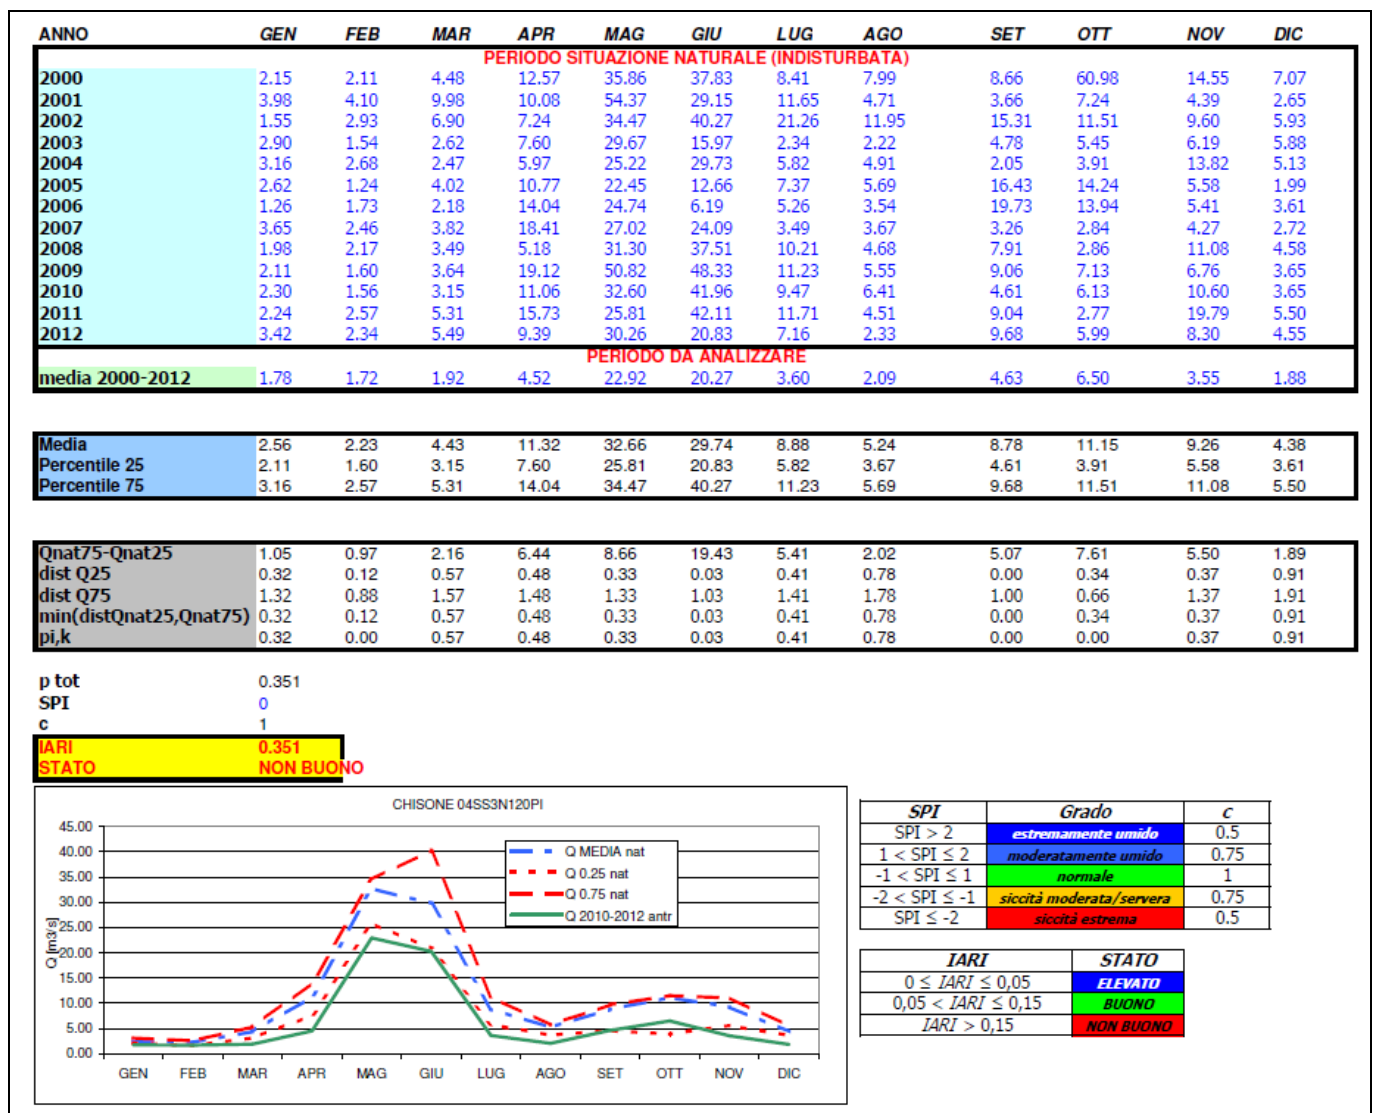 ANNO GEN FEB MAR APR MAG GIU LUG AGO SET OTT NOV DIC
PERIODO SITUAZIONE NATURALE (INDISTURBATA)
2000 2.15 2.11 4.48 12.57 35.86 37.83 8.41 7.99 8.66 60.98 14.55 7.07
2001 3.98 4.10 9.98 10.08 54.37 29.15 11.65 4.71 3.66 7.24 4.39 2.65
2002 1.55 2.93 6.90 7.24 34.47 40.27 21.26 11.95 15.31 11.51 9.60 5.93
2003 2.90 1.54 2.62 7.60 29.67 15.97 2.34 2.22 4.78 5.45 6.19 5.88
2004 3.16 2.68 2.47 5.97 25.22 29.73 5.82 4.91 2.05 3.91 13.82 5.13
2005 2.62 1.24 4.02 10.77 22.45 12.66 7.37 5.69 16.43 14.24 5.58 1.99
2006 1.26 1.73 2.18 14.04 24.74 6.19 5.26 3.54 19.73 13.94 5.41 3.61
2007 3.65 2.46 3.82 18.41 27.02 24.09 3.49 3.67 3.26 2.84 4.27 2.72
2008 1.98 2.17 3.49 5.18 31.30 37.51 10.21 4.68 7.91 2.86 11.08 4.58
2009 2.11 1.60 3.64 19.12 50.82 48.33 11.23 5.55 9.06 7.13 6.76 3.65
2010 2.30 1.56 3.15 11.06 32.60 41.96 9.47 6.41 4.61 6.13 10.60 3.65
2011 2.24 2.57 5.31 15.73 25.81 42.11 11.71 4.51 9.04 2.77 19.79 5.50
2012 3.42 2.34 5.49 9.39 30.26 20.83 7.16 2.33 9.68 5.99 8.30 4.55
PERIODO DA ANALIZZARE
media 2000-2012 1.78 1.72 1.92 4.52 22.92 20.27 3.60 2.09 4.63 6.50 3.55 1.88
Media 2.56 2.23 4.43 11.32 32.66 29.74 8.88 5.24 8.78 11.15 9.26 4.38
Percentile 25 2.11 1.60 3.15 7.60 25.81 20.83 5.82 3.67 4.61 3.91 5.58 3.61
Percentile 75 3.16 2.57 5.31 14.04 34.47 40.27 11.23 5.69 9.68 11.51 11.08 5.50
Qnat75-Qnat25 1.05 0.97 2.16 6.44 8.66 19.43 5.41 2.02 5.07 7.61 5.50 1.89
dist Q25 0.32 0.12 0.57 0.48 0.33 0.03 0.41 0.78 0.00 0.34 0.37 0.91
dist Q75 1.32 0.88 1.57 1.48 1.33 1.03 1.41 1.78 1.00 0.66 1.37 1.91
min(distQnat25,Qnat75) 0.32 0.12 0.57 0.48 0.33 0.03 0.41 0.78 0.00 0.34 0.37 0.91
pi,k 0.32 0.00 0.57 0.48 0.33 0.03 0.41 0.78 0.00 0.00 0.37 0.91
p tot 0.351
SPI 0
c 1
IARI 0.351
STATO NON BUONO
CHISONE 04SS3N120PI
Q [m3/s]
45.00
40.00
35.00
30.00
25.00
20.00
15.00
10.00
5.00
0.00
GEN FEB MAR APR MAG GIU LUG AGO SET OTT NOV DIC
Q MEDIA nat
Q 0.25 nat
Q 0.75 nat
Q 2010-2012 antr
SPI Grado c
SPI > 2 estremamente umido 0.5
1 < SPI ≤ 2 moderatamente umido 0.75
-1 < SPI ≤ 1 normale 1
-2 < SPI ≤ -1 siccità moderata/servera 0.75
SPI ≤ -2 siccità estrema 0.5
IARI STATO
0 ≤ IARI ≤ 0,05 ELEVATO
0,05 < IARI ≤ 0,15 BUONO
IARI > 0,15 NON BUONO